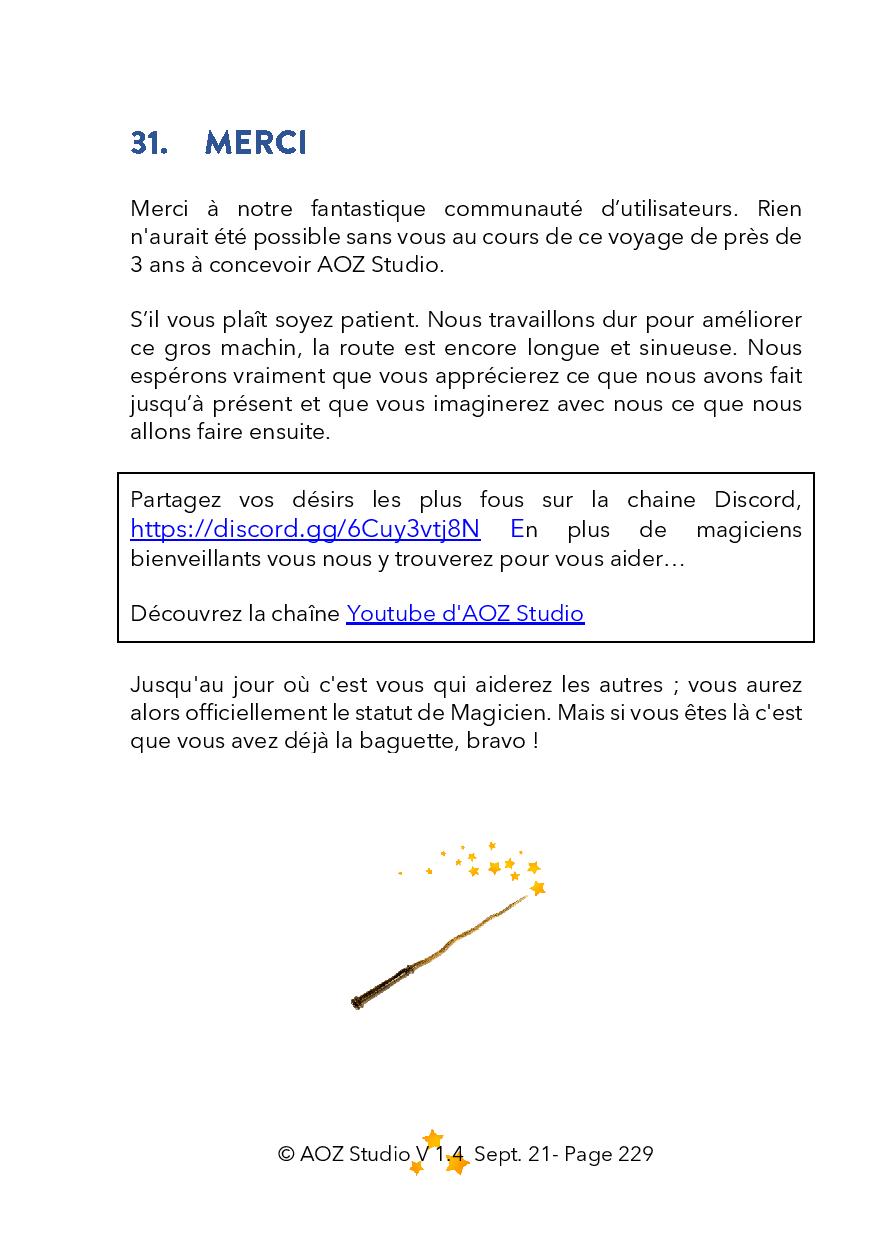 31. MERCI
Merci à notre fantastique communauté d’utilisateurs. Rien
n'aurait été possible sans vous au cours de ce voyage de près de
3 ans à concevoir AOZ Studio.
S’il vous plaît soyez patient. Nous travaillons dur pour améliorer
ce gros machin, la route est encore longue et sinueuse. Nous
espérons vraiment que vous apprécierez ce que nous avons fait
jusqu’à présent et que vous imaginerez avec nous ce que nous
allons faire ensuite.
Partagez vos désirs les plus fous sur la chaine Discord,
https://discord.gg/6Cuy3vtj8N En plus de magiciens
bienveillants vous nous y trouverez pour vous aider…
Découvrez la chaîne Youtube d'AOZ Studio
Jusqu'au jour où c'est vous qui aiderez les autres ; vous aurez
alors officiellement le statut de Magicien. Mais si vous êtes là c'est
que vous avez déjà la baguette, bravo !
© AOZ Studio V 1.4 Sept. 21- Page 229